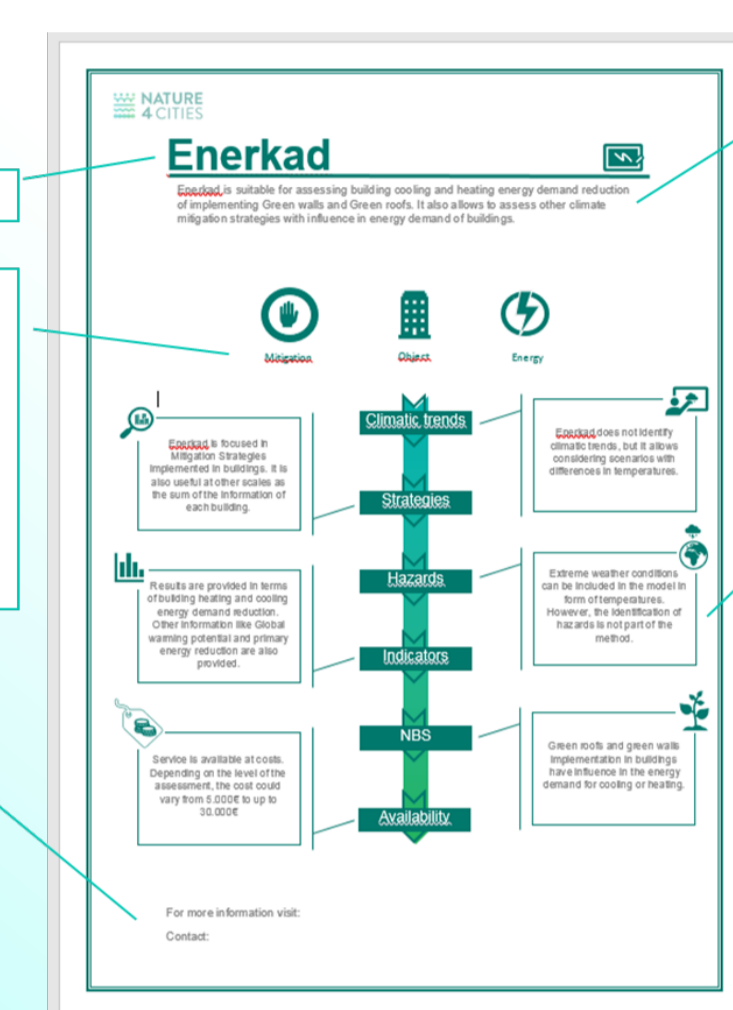 NATURE
4CITIES
Enerkad
Enerkad is suitable for assessing building cooling and heating energy demand reduction
of implementing Green walls and Green roofs. It also allows to assess other climate
mitigation strategies with influence in energy demand of buildings.
Mitigation
Object
Energy
Climatic trends
Enerkad does not identify
climatic trends, but it allows
considering scenarios with
differences in temperatures.
Enerkad is focused in
Mitigation Strategies
implemented in buildings. It is
also useful at other scales as
the sum of the information of
each building.
Strategies
Hazards
Extreme weather conditions
can be included in the model in
form of temperatures.
However, the identification of
hazards is not part of the
method.
Results are provided in terms
of building heating and cooling
energy demand reduction.
Other information like Global
warming potential and primary
energy reduction are also
provided.
Indicators
NBS
Green roofs and green walls
implementation in buildings
have influence in the energy
demand for cooling or heating.
Service is available at costs.
Depending on the level of the
assessment, the cost could
vary from 5.000€ to up to
30.000€
Availability
For more information visit:
Contact: